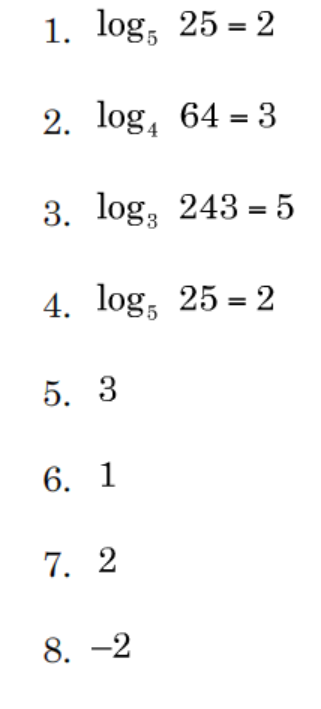 1. log₅ 25 = 2
2. log₄ 64 = 3
3. log₃ 243 = 5
4. log₅ 25 = 2
5. 3
6. 1
7. 2
8. –2